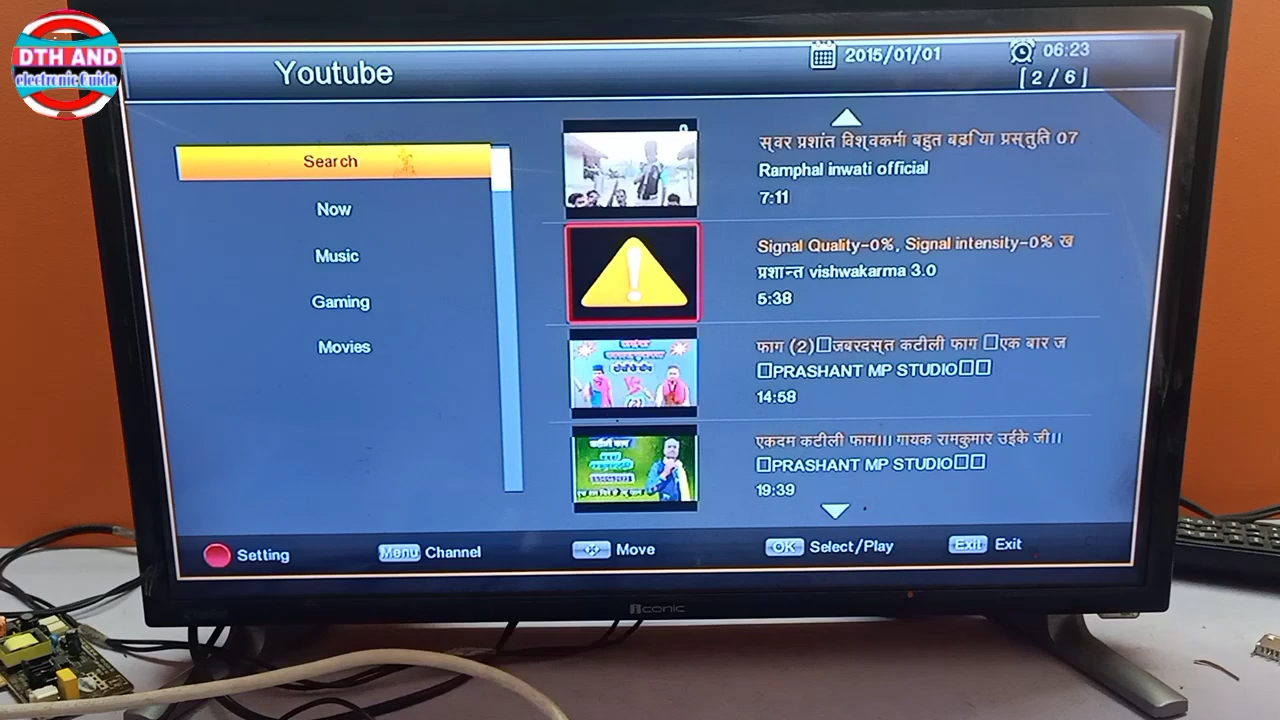 DTH AND
electronic Guide
Youtube
2015/01/01
06:23
[ 2 / 6 ]
Search
Now
Music
Gaming
Movies
स्वर प्रशांत विश्वकर्मा बहुत बढ़िया प्रस्तुति 07
Ramphal inwati official
7:11
Signal Quality-0%, Signal intensity-0% ख
प्रशान्त vishwakarma 3.0
5:38
फाग (2)□जबरदस्त कटीली फाग □एक बार ज
□PRASHANT MP STUDIO□□
14:58
एकदम कटीली फाग।।। गायक रामकुमार उईके जी।।
□PRASHANT MP STUDIO□□
19:39
Setting
Menu Channel
Move
OK Select/Play
Exit Exit
iconic